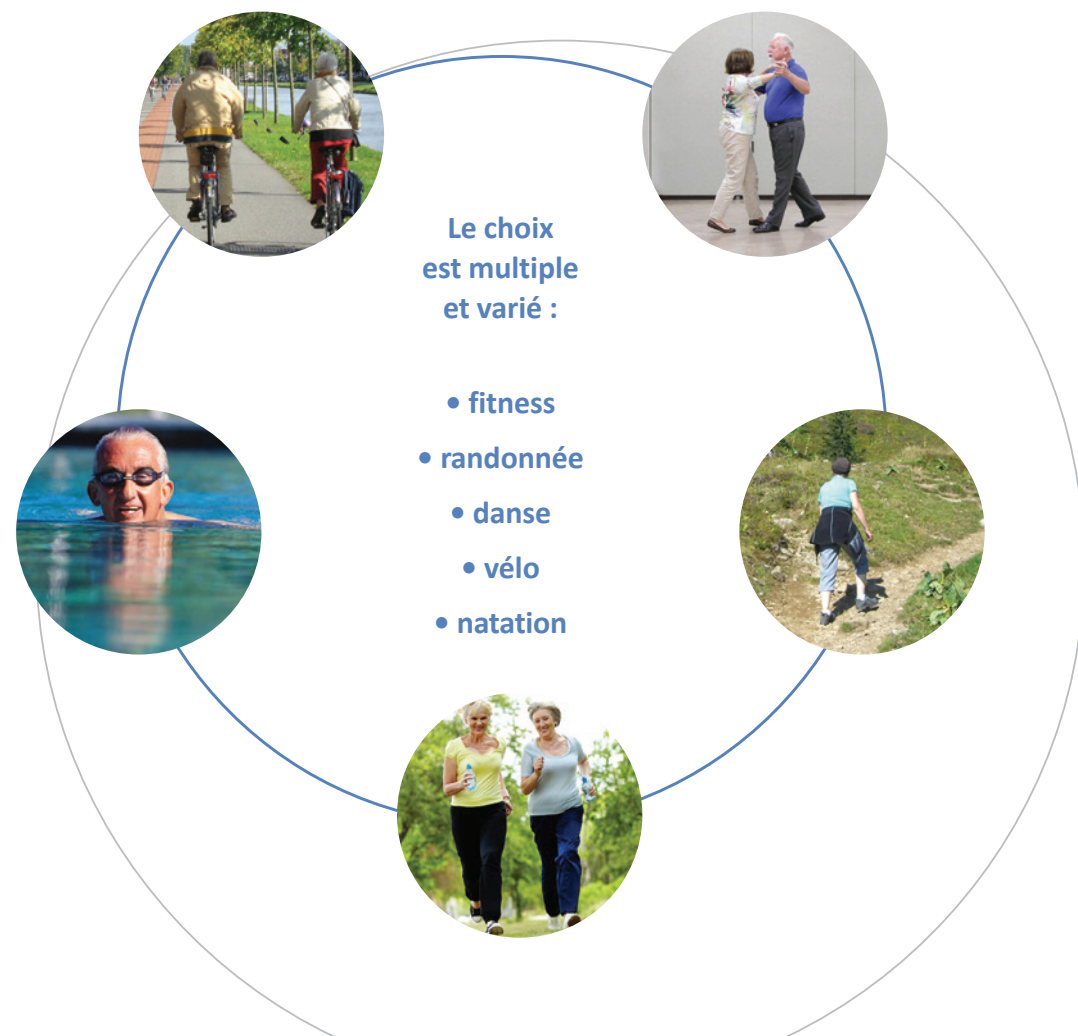 Le choix
est multiple
et varié :
• fitness
• randonnée
• danse
• vélo
• natation